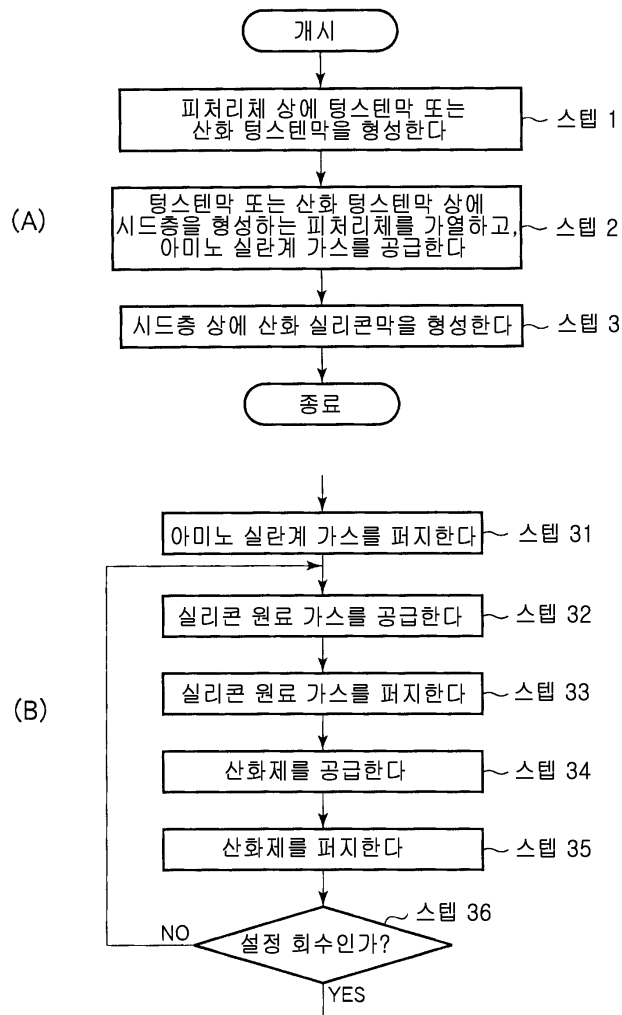 (A)
개시
피처리체 상에 텅스텐막 또는
산화 텅스텐막을 형성한다
스텝 1
텅스텐막 또는 산화 텅스텐막 상에
시드층을 형성하는 피처리체를 가열하고,
아미노 실란계 가스를 공급한다
스텝 2
시드층 상에 산화 실리콘막을 형성한다
스텝 3
종료
(B)
아미노 실란계 가스를 퍼지한다
스텝 31
실리콘 원료 가스를 공급한다
스텝 32
실리콘 원료 가스를 퍼지한다
스텝 33
산화제를 공급한다
스텝 34
산화제를 퍼지한다
스텝 35
설정 회수인가?
스텝 36
NO
YES